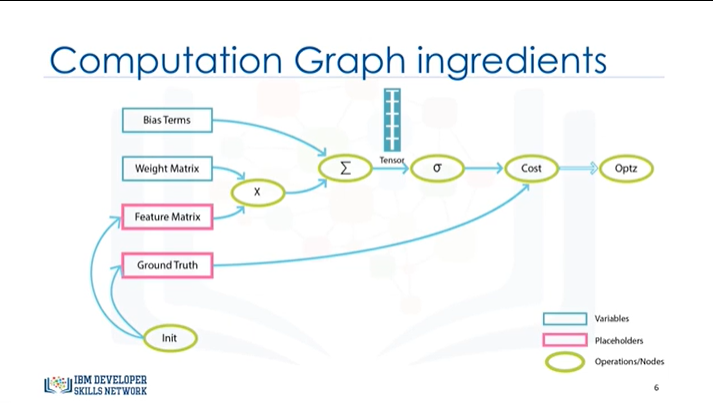 Computation Graph ingredients
Bias Terms
Weight Matrix
X
Feature Matrix
Ground Truth
Init
Σ
Tensor
σ
Cost
Optz
Variables
Placeholders
Operations/Nodes
IBM DEVELOPER
SKILLS NETWORK
6